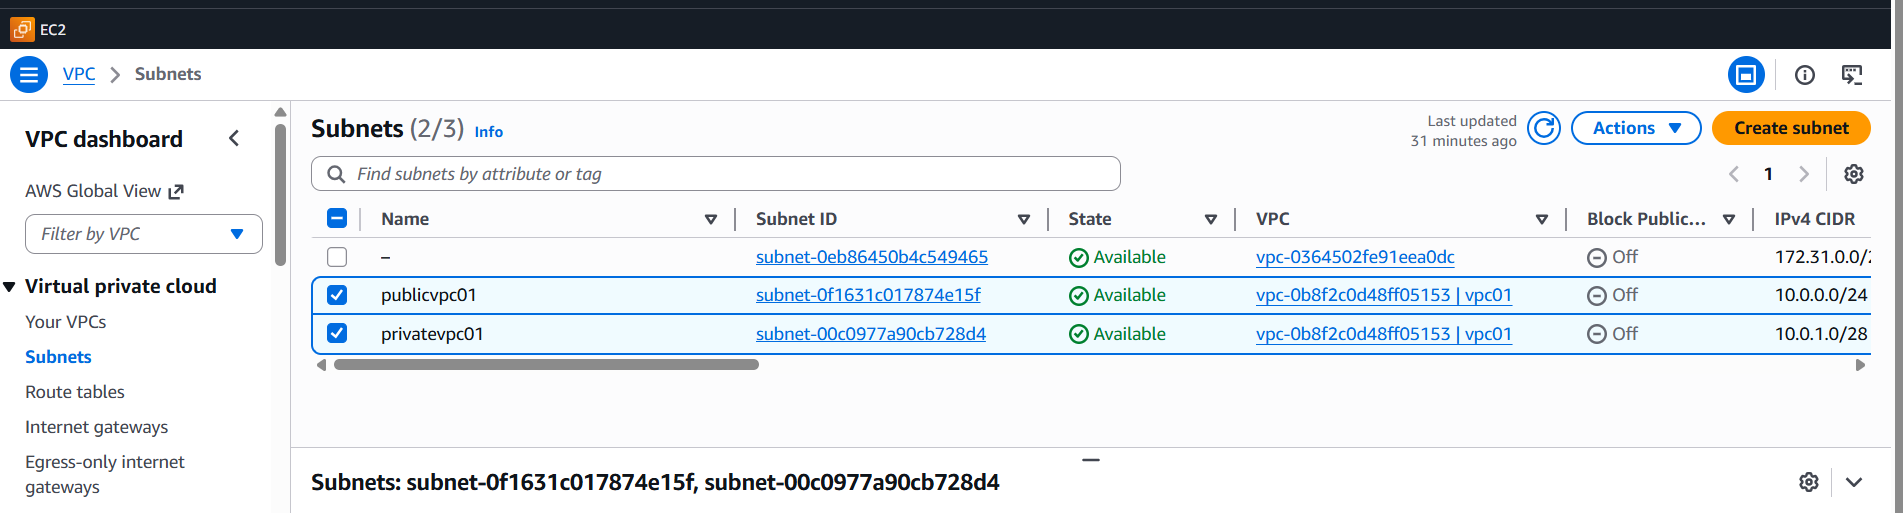 EC2
VPC > Subnets
VPC dashboard
AWS Global View
Filter by VPC
Virtual private cloud
Your VPCs
Subnets
Route tables
Internet gateways
Egress-only internet
gateways
Subnets (2/3) Info
Last updated
31 minutes ago
Actions
Create subnet
Find subnets by attribute or tag
1
Name Subnet ID State VPC Block Public... IPv4 CIDR
– subnet-0eb86450b4c549465 Available vpc-0364502fe91eea0dc Off 172.31.0.0/
publicvpc01 subnet-0f1631c017874e15f Available vpc-0b8f2c0d48ff05153 | vpc01 Off 10.0.0.0/24
privatevpc01 subnet-00c0977a90cb728d4 Available vpc-0b8f2c0d48ff05153 | vpc01 Off 10.0.1.0/28
Subnets: subnet-0f1631c017874e15f, subnet-00c0977a90cb728d4